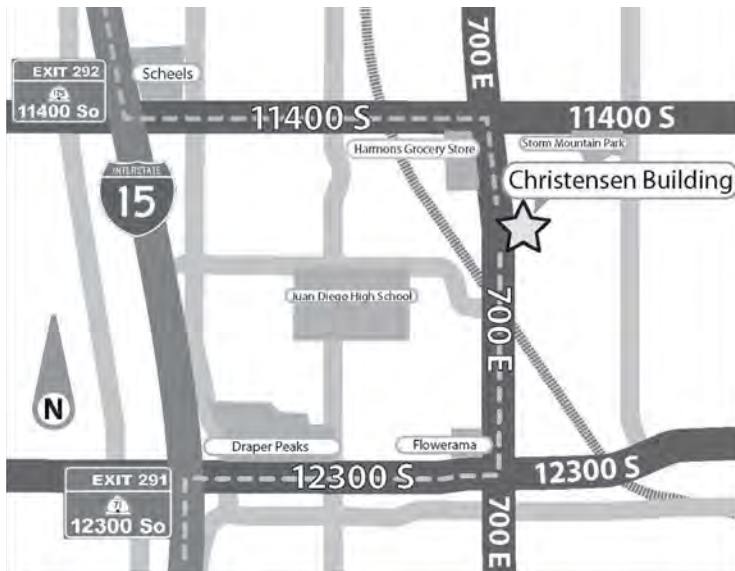 EXIT 292
11400 So
Scheels
700 E
11400 S
11400 S
Harmons Grocery Store
Storm Mountain Park
Christensen Building
INTERSTATE
15
Juan Diego High School
700 E
N
Draper Peaks
Flowerama
EXIT 291
71
12300 So
12300 S
12300 S
700 E